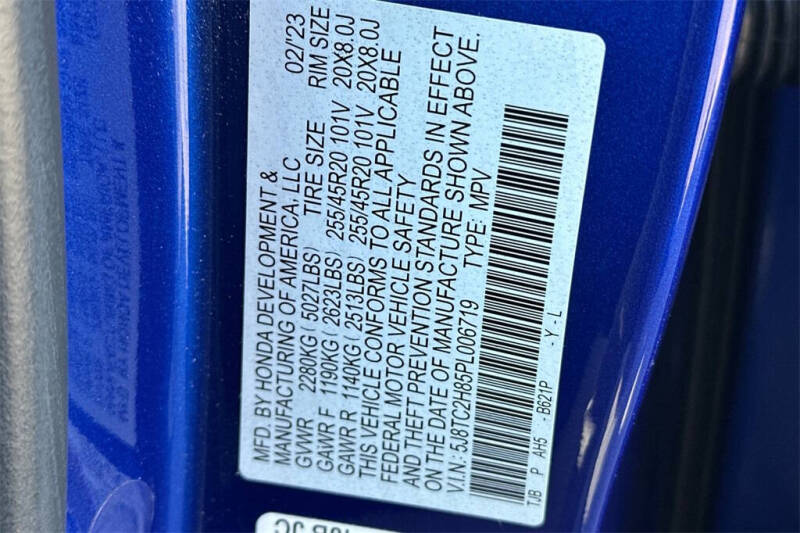 MFD. BY HONDA DEVELOPMENT &
MANUFACTURING OF AMERICA, LLC 02/'23
GVWR 2280KG ( 5027LBS) TIRE SIZE RIM SIZE
GAWR F 1190KG ( 2623LBS) 255/45R20 101V 20X8.0J
GAWR R 1140KG ( 2513LBS) 255/45R20 101V 20X8.0J
THIS VEHICLE CONFORMS TO ALL APPLICABLE
FEDERAL MOTOR VEHICLE SAFETY
AND THEFT PREVENTION STANDARDS IN EFFECT
ON THE DATE OF MANUFACTURE SHOWN ABOVE.
V.I.N: 5J8TC2H85PL006719 TYPE: MPV
TJB P AH5 -B621P -Y-L